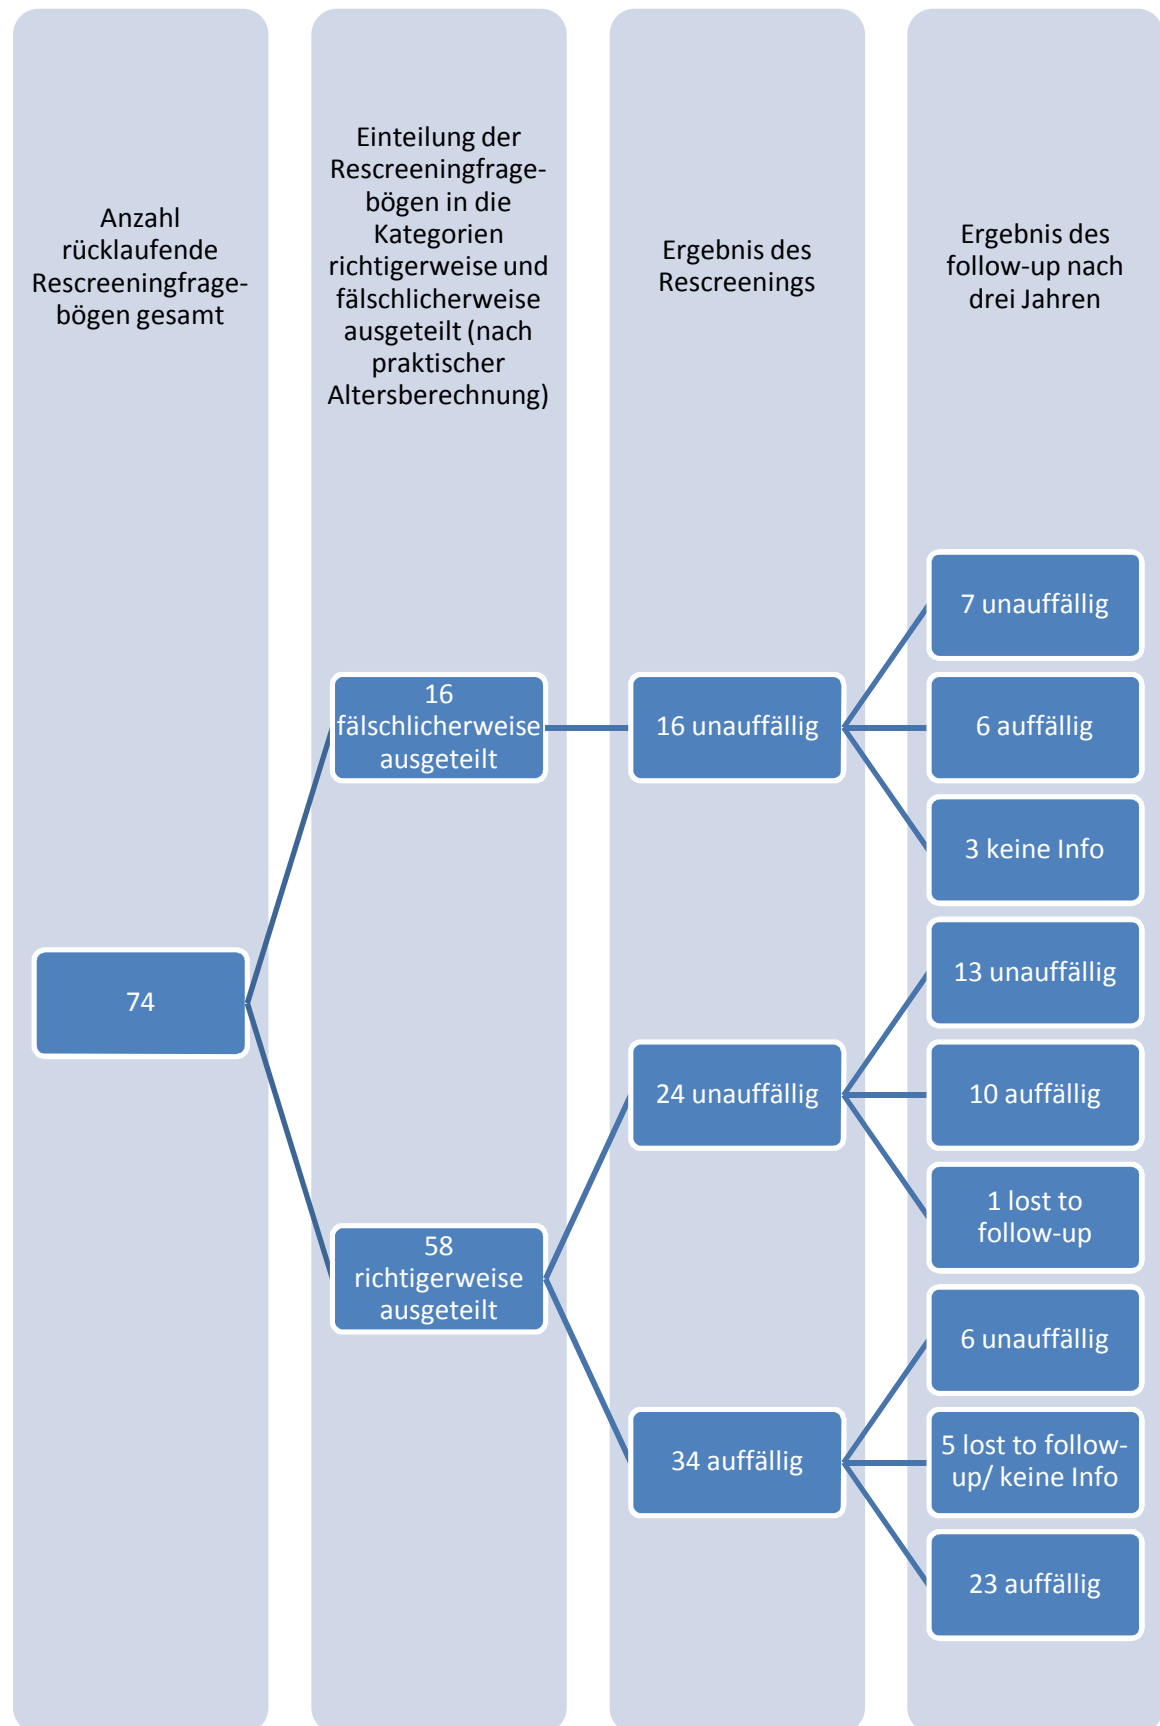 Anzahl
rücklaufende
Rescreeningfrage-
bögen gesamt
Einteilung der
Rescreeningfrage-
bögen in die
Kategorien
richtigerweise und
fälschlicherweise
ausgeteilt (nach
praktischer
Altersberechnung)
Ergebnis des
Rescreenings
Ergebnis des
follow-up nach
drei Jahren
74
16
fälschlicherweise
ausgeteilt
58
richtigerweise
ausgeteilt
16 unauffällig
24 unauffällig
34 auffällig
7 unauffällig
6 auffällig
3 keine Info
13 unauffällig
10 auffällig
1 lost to
follow-up
6 unauffällig
5 lost to follow-
up/ keine Info
23 auffällig